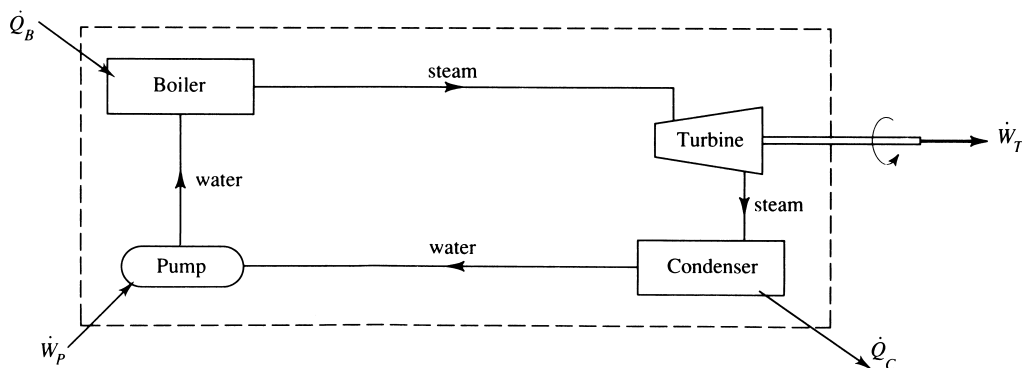 Q̇_B
Boiler
steam
Turbine
Ẇ_T
water
steam
Pump
water
Condenser
Ẇ_P
Q̇_C